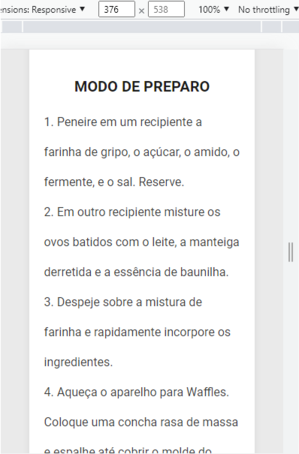 ensions: Responsive ▼ 376 × 538 100% ▼ No throttling ▼
MODO DE PREPARO
1. Peneire em um recipiente a
farinha de gripo, o açúcar, o amido, o
fermente, e o sal. Reserve.
2. Em outro recipiente misture os
ovos batidos com o leite, a manteiga
derretida e a essência de baunilha.
3. Despeje sobre a mistura de
farinha e rapidamente incorpore os
ingredientes.
4. Aqueça o aparelho para Waffles.
Coloque uma concha rasa de massa
e espalhe até cobrir o molde do